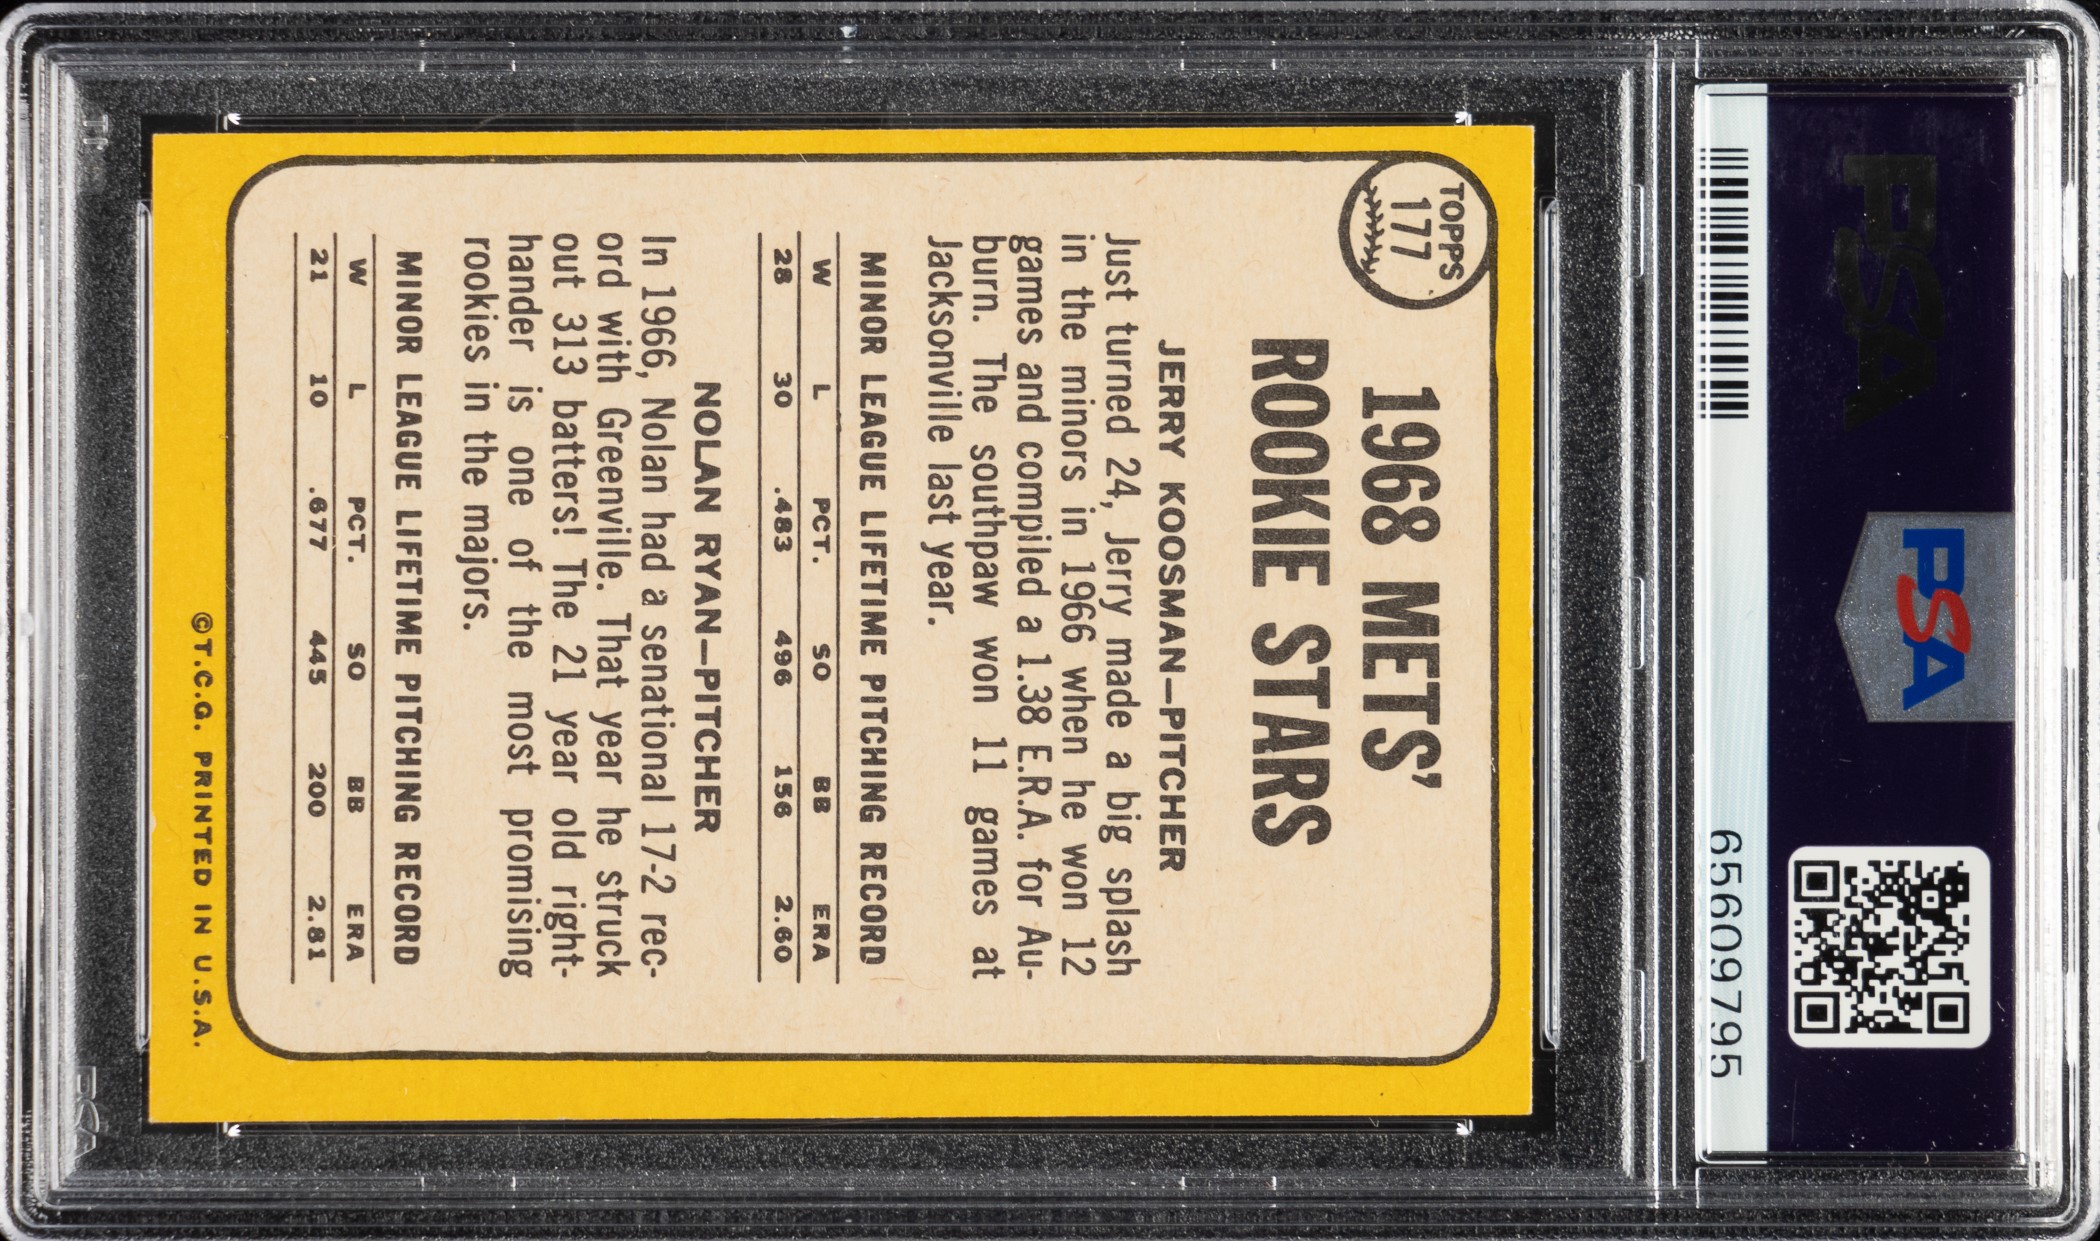 PSA
PSA
65609795
TOPPS
177
1968 METS'
ROOKIE STARS
JERRY KOOSMAN—PITCHER
Just turned 24, Jerry made a big splash
in the minors in 1966 when he won 12
games and compiled a 1.38 E.R.A. for Au-
burn. The southpaw won 11 games at
Jacksonville last year.
MINOR LEAGUE LIFETIME PITCHING RECORD
W L PCT. SO BB ERA
28 30 .483 496 156 2.60
NOLAN RYAN—PITCHER
In 1966, Nolan had a senational 17-2 rec-
ord with Greenville. That year he struck
out 313 batters! The 21 year old right-
hander is one of the most promising
rookies in the majors.
MINOR LEAGUE LIFETIME PITCHING RECORD
W L PCT. SO BB ERA
21 10 .677 445 200 2.81
©T.C.G. PRINTED IN U.S.A.
PSA